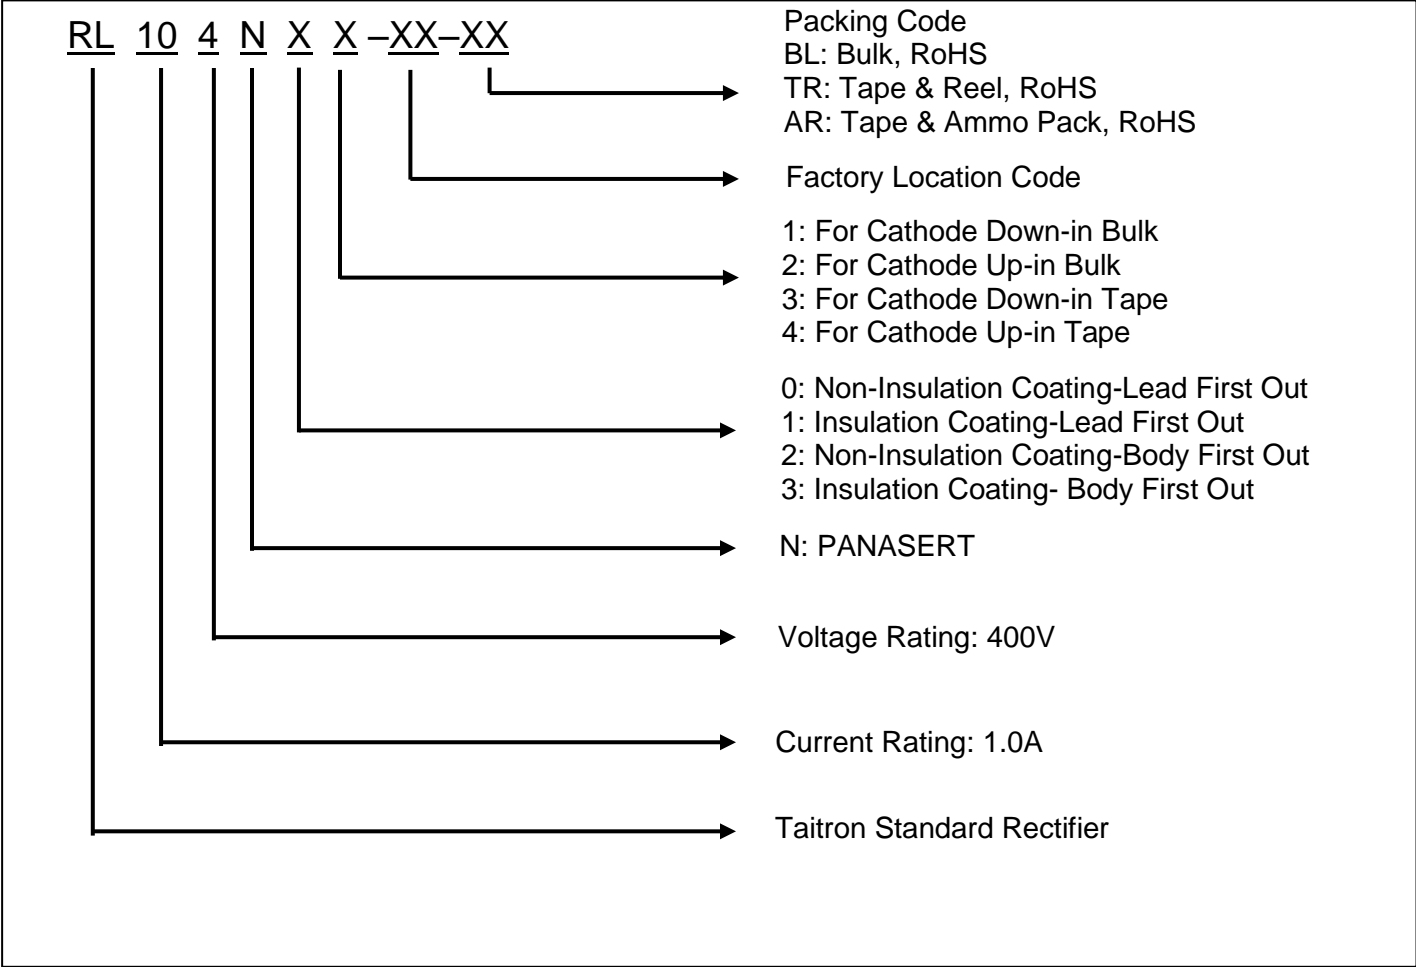 RL 10 4 N X X –XX–XX
Packing Code
BL: Bulk, RoHS
TR: Tape & Reel, RoHS
AR: Tape & Ammo Pack, RoHS
Factory Location Code
1: For Cathode Down-in Bulk
2: For Cathode Up-in Bulk
3: For Cathode Down-in Tape
4: For Cathode Up-in Tape
0: Non-Insulation Coating-Lead First Out
1: Insulation Coating-Lead First Out
2: Non-Insulation Coating-Body First Out
3: Insulation Coating- Body First Out
N: PANASERT
Voltage Rating: 400V
Current Rating: 1.0A
Taitron Standard Rectifier